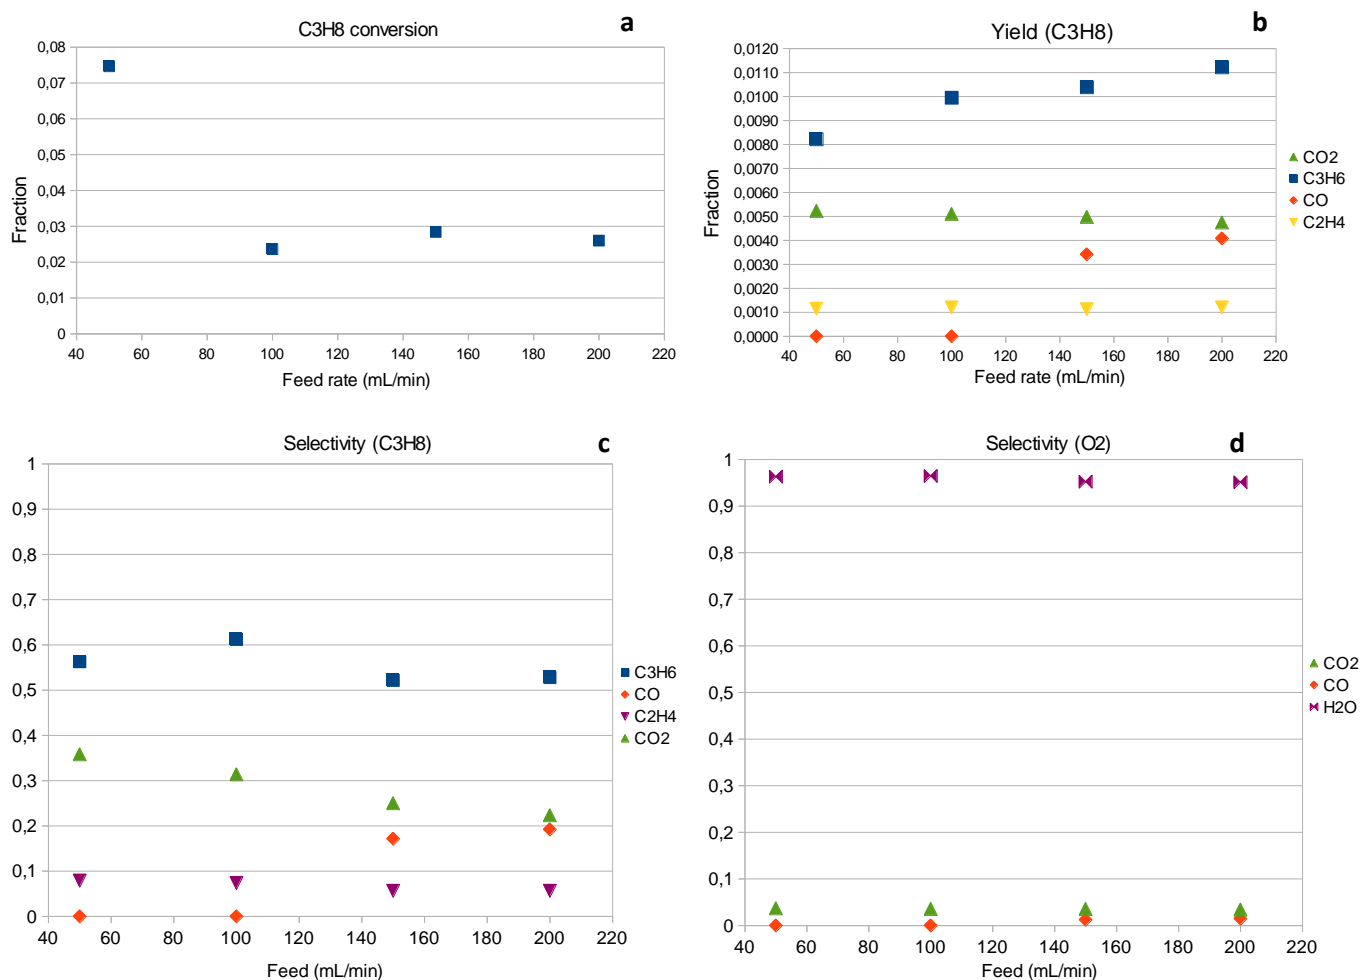 C3H8 conversion
a
0,08
0,07
0,06
0,05
0,04
0,03
0,02
0,01
0
Fraction
40 60 80 100 120 140 160 180 200 220
Feed rate (mL/min)
Yield (C3H8)
b
0,0120
0,0110
0,0100
0,0090
0,0080
0,0070
0,0060
0,0050
0,0040
0,0030
0,0020
0,0010
0,0000
Fraction
40 60 80 100 120 140 160 180 200 220
Feed rate (mL/min)
CO2
C3H6
CO
C2H4
Selectivity (C3H8)
c
1
0,9
0,8
0,7
0,6
0,5
0,4
0,3
0,2
0,1
0
40 60 80 100 120 140 160 180 200 220
Feed (mL/min)
C3H6
CO
C2H4
CO2
Selectivity (O2)
d
1
0,9
0,8
0,7
0,6
0,5
0,4
0,3
0,2
0,1
0
40 60 80 100 120 140 160 180 200 220
Feed (mL/min)
CO2
CO
H2O